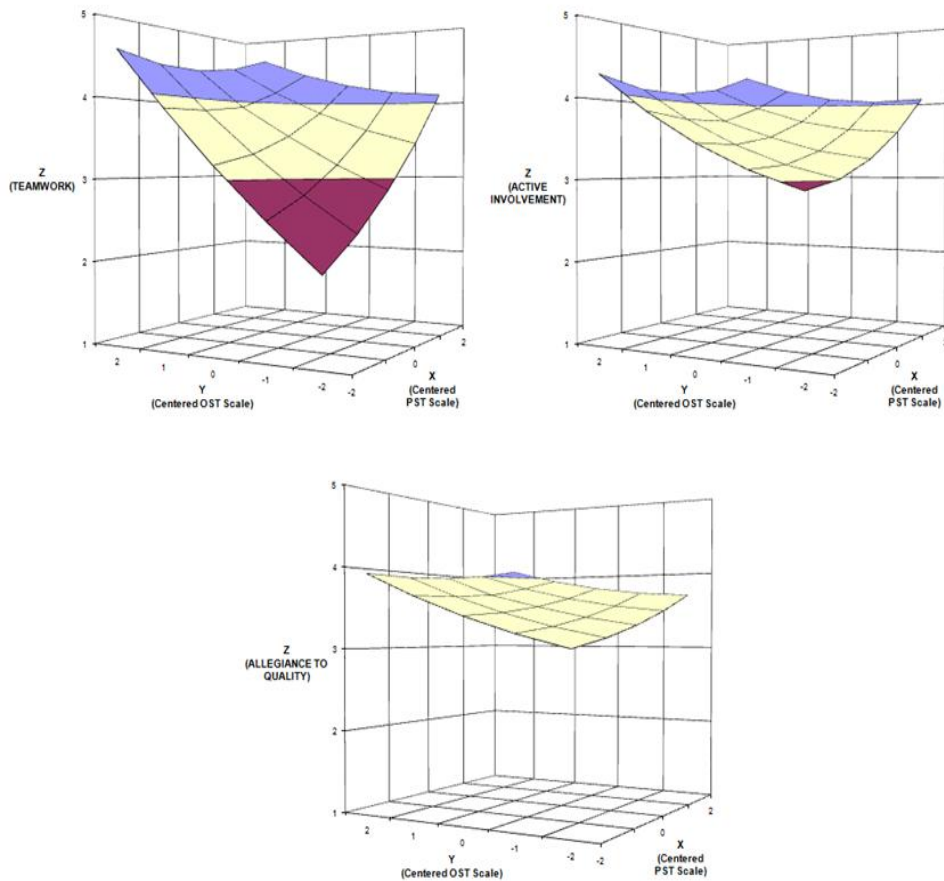 5
4
3
2
1
Z
(TEAMWORK)
2
1
0
-1
-2
-2
0
2
Y
(Centered OST Scale)
X
(Centered
PST Scale)
5
4
3
2
1
Z
(ACTIVE
INVOLVEMENT)
2
1
0
-1
-2
-2
0
Y
(Centered OST Scale)
X
(Centered
PST Scale)
5
4
3
2
1
Z
(ALLEGIANCE TO
QUALITY)
2
1
0
-1
-2
-2
0
2
Y
(Centered OST Scale)
X
(Centered
PST Scale)